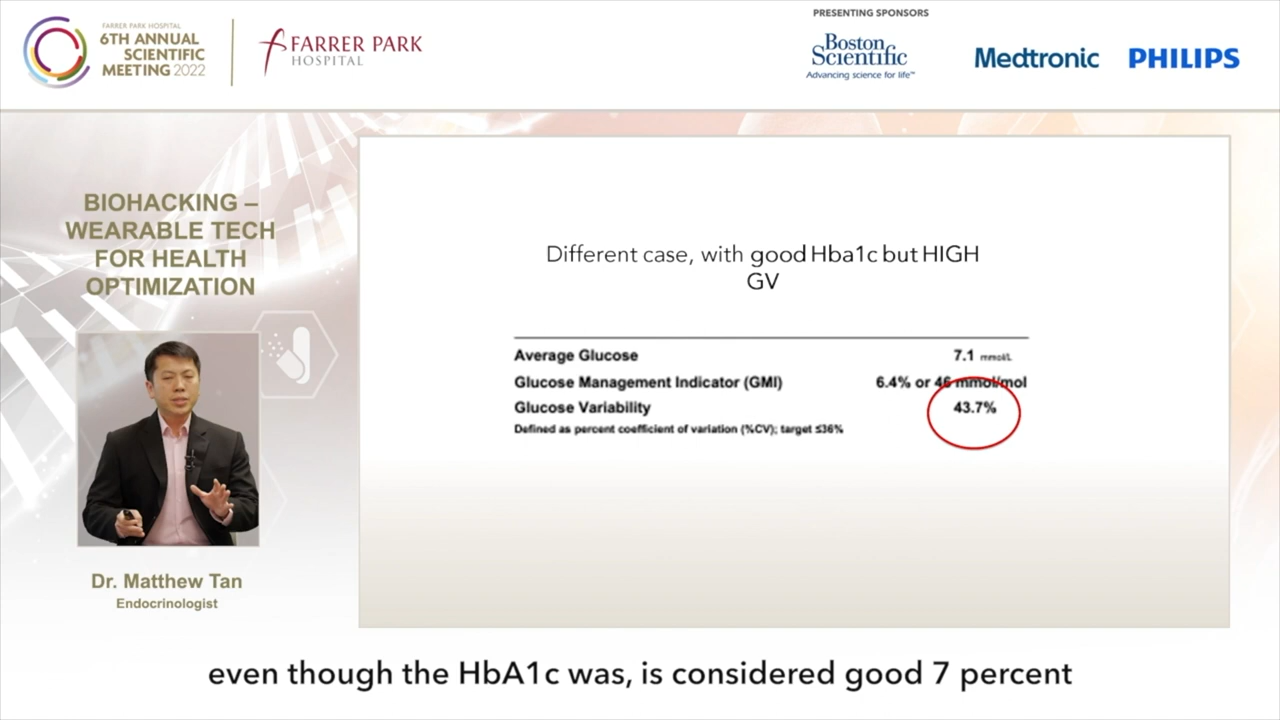 FARRER PARK HOSPITAL
6TH ANNUAL
SCIENTIFIC
MEETING 2022
FARRER PARK
HOSPITAL
PRESENTING SPONSORS
Boston
Scientific
Advancing science for life™
Medtronic
PHILIPS
BIOHACKING –
WEARABLE TECH
FOR HEALTH
OPTIMIZATION
Dr. Matthew Tan
Endocrinologist
Different case, with good Hba1c but HIGH
GV
Average Glucose 7.1 mmol/L
Glucose Management Indicator (GMI) 6.4% or 46 mmol/mol
Glucose Variability 43.7%
Defined as percent coefficient of variation (%CV); target ≤36%
even though the HbA1c was, is considered good 7 percent